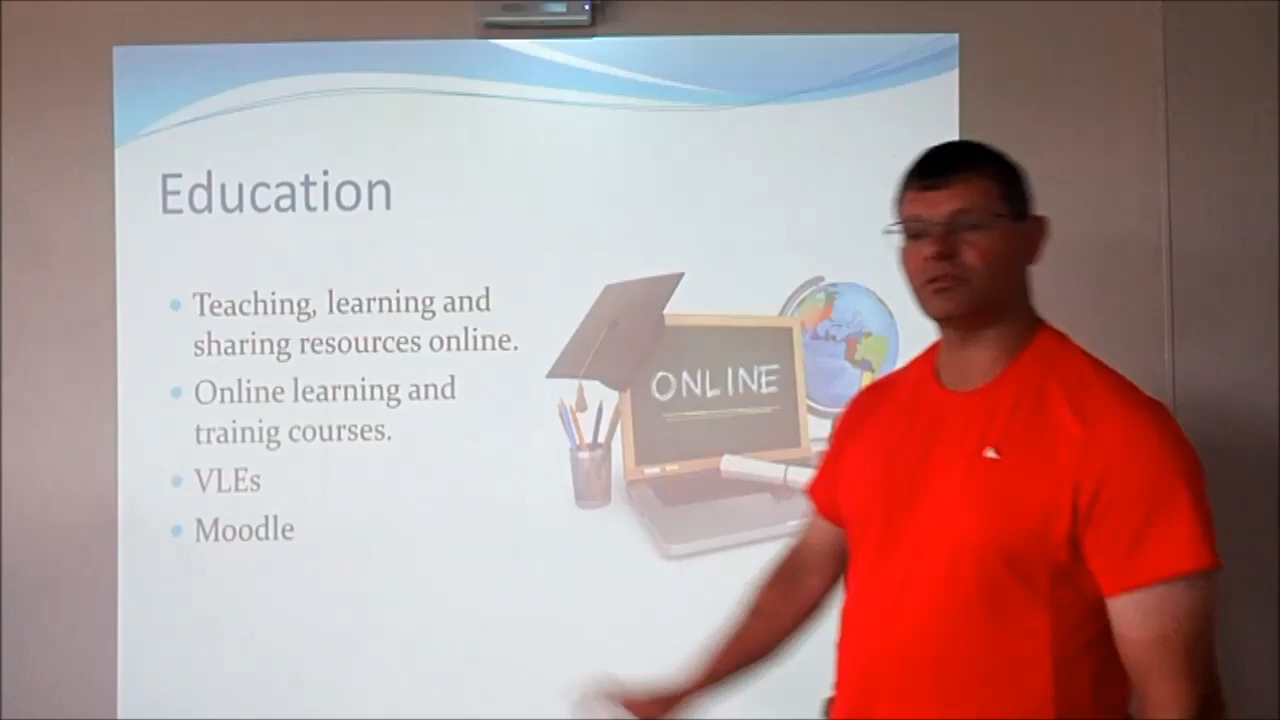 Education
Teaching, learning and
sharing resources online.
ONLINE
Online learning and
trainig courses.
VLEs
Moodle